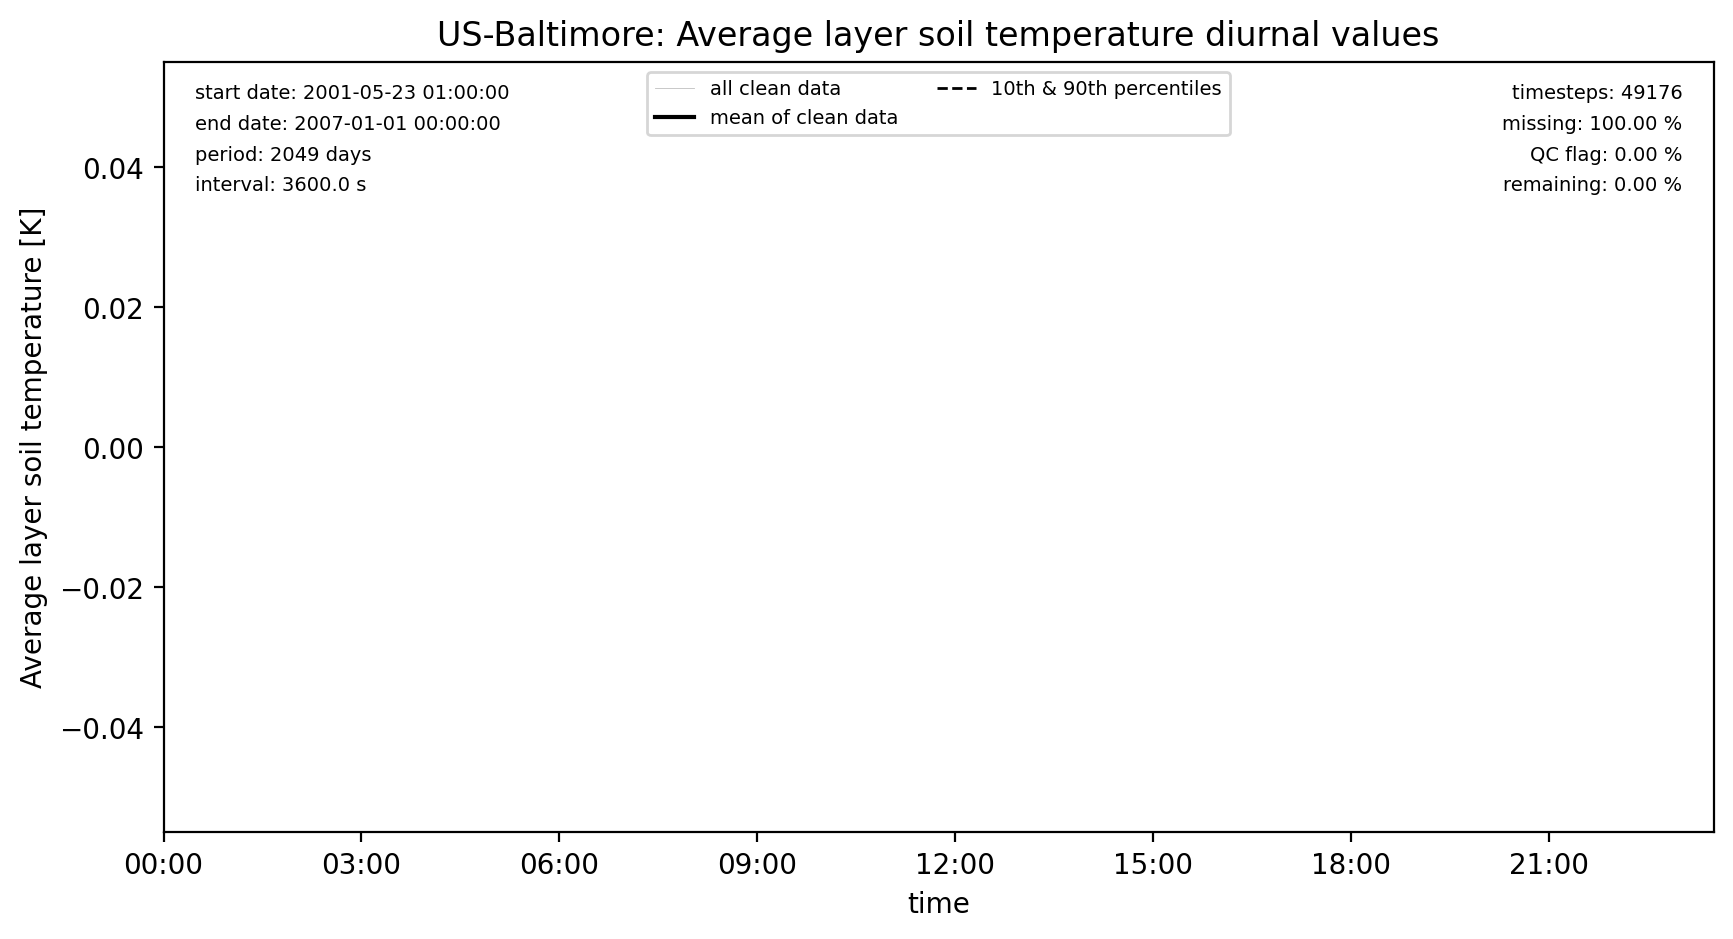 US-Baltimore: Average layer soil temperature diurnal values
start date: 2001-05-23 01:00:00
end date: 2007-01-01 00:00:00
period: 2049 days
interval: 3600.0 s
all clean data
mean of clean data
10th & 90th percentiles
timesteps: 49176
missing: 100.00 %
QC flag: 0.00 %
remaining: 0.00 %
Average layer soil temperature [K]
0.04
0.02
0.00
−0.02
−0.04
00:00 03:00 06:00 09:00 12:00 15:00 18:00 21:00
time